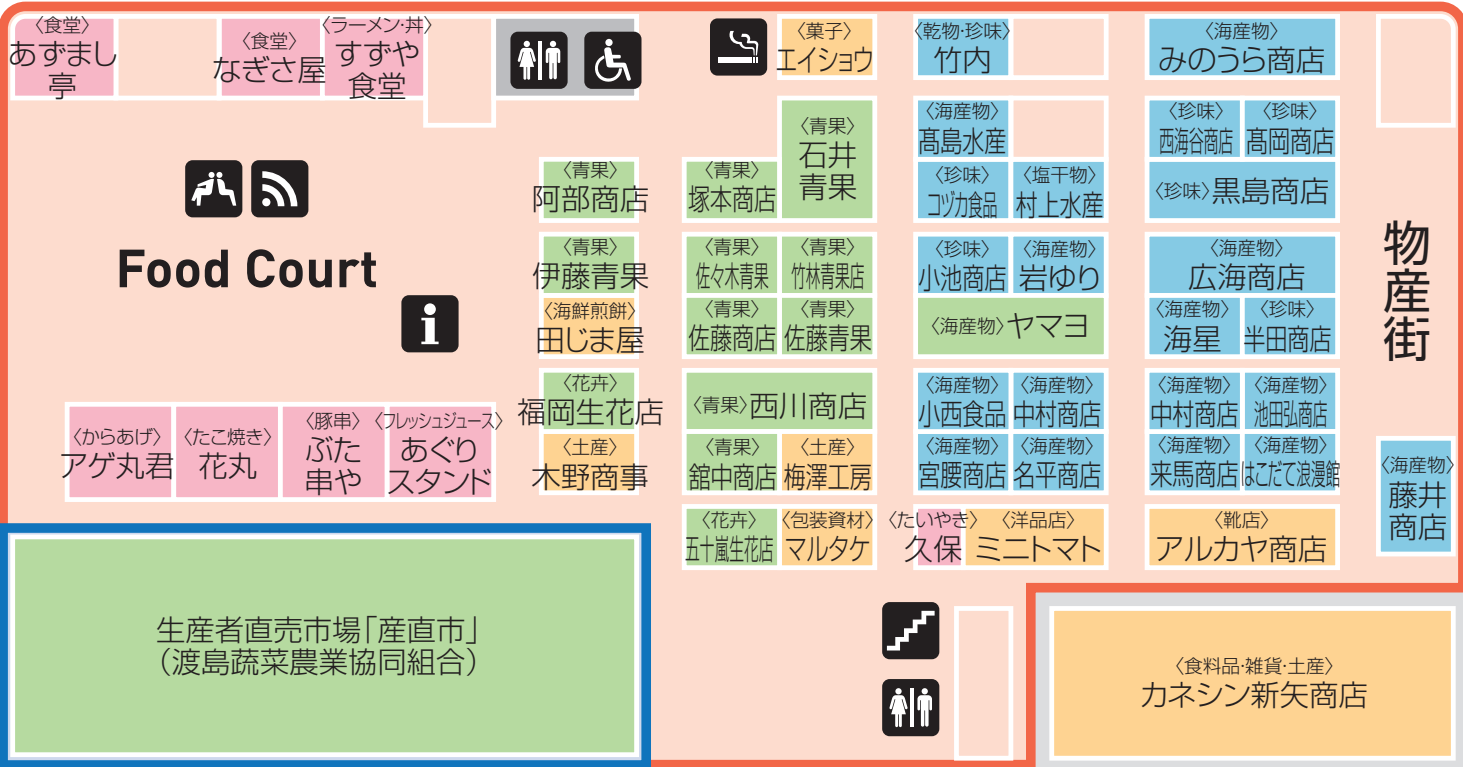 〈食堂〉
あずまし
亭
〈食堂〉
なぎさ屋
〈ラーメン・丼〉
すずや
食堂
〈菓子〉
エイショウ
〈乾物・珍味〉
竹内
〈海産物〉
みのうら商店
〈青果〉
石井
青果
〈海産物〉
髙島水産
〈珍味〉
西海谷商店
〈珍味〉
髙岡商店
〈青果〉
阿部商店
〈青果〉
塚本商店
〈珍味〉
コヅカ食品
〈塩干物〉
村上水産
〈珍味〉黒島商店
Food Court
〈青果〉
伊藤青果
〈青果〉
佐々木青果
〈青果〉
竹林青果店
〈珍味〉
小池商店
〈海産物〉
岩ゆり
〈海産物〉
広海商店
物産街
i
〈海鮮煎餅〉
田じま屋
〈青果〉
佐藤商店
〈青果〉
佐藤青果
〈海産物〉ヤマヨ
〈海産物〉
海星
〈珍味〉
半田商店
〈花卉〉
福岡生花店
〈青果〉西川商店
〈海産物〉
小西食品
〈海産物〉
中村商店
〈海産物〉
中村商店
〈海産物〉
池田弘商店
〈からあげ〉
アゲ丸君
〈たこ焼き〉
花丸
〈豚串〉
ぶた
串や
〈フレッシュジュース〉
あぐり
スタンド
〈土産〉
木野商事
〈青果〉
舘中商店
〈土産〉
梅澤工房
〈海産物〉
宮腰商店
〈海産物〉
名平商店
〈海産物〉
来馬商店
〈海産物〉
はこだて浪漫館
〈海産物〉
藤井
商店
〈花卉〉
五十嵐生花店
〈包装資材〉
マルタケ
〈たいやき〉
久保
〈洋品店〉
ミニトマト
〈靴店〉
アルカヤ商店
生産者直売市場「産直市」
（渡島蔬菜農業協同組合）
〈食料品・雑貨・土産〉
カネシン新矢商店